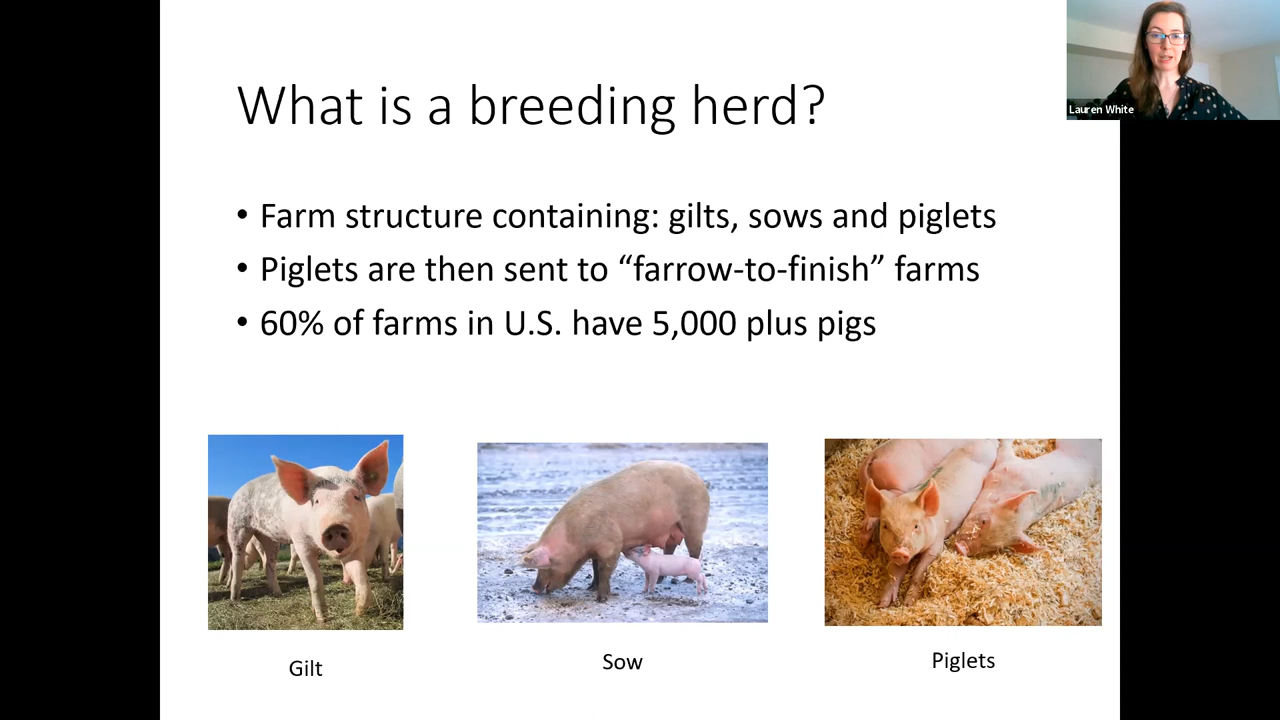 What is a breeding herd?
Lauren White
• Farm structure containing: gilts, sows and piglets
• Piglets are then sent to “farrow-to-finish” farms
• 60% of farms in U.S. have 5,000 plus pigs
Gilt
Sow
Piglets